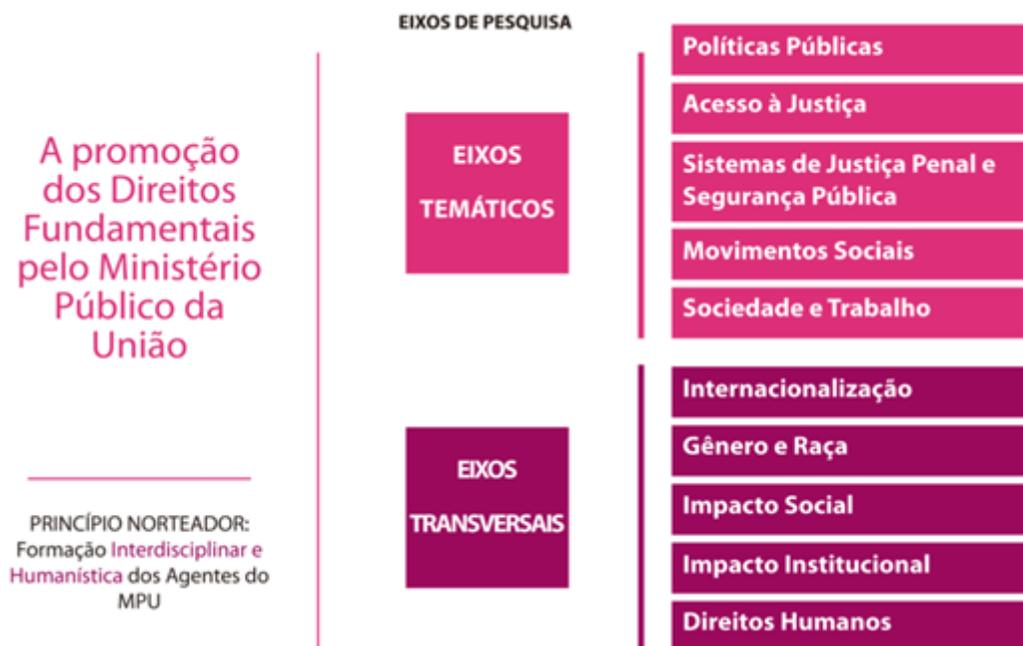 EIXOS DE PESQUISA
A promoção
dos Direitos
Fundamentais
pelo Ministério
Público da
União
PRINCÍPIO NORTEADOR:
Formação Interdisciplinar e
Humanística dos Agentes do
MPU
EIXOS
TEMÁTICOS
Políticas Públicas
Acesso à Justiça
Sistemas de Justiça Penal e
Segurança Pública
Movimentos Sociais
Sociedade e Trabalho
EIXOS
TRANSVERSAIS
Internacionalização
Gênero e Raça
Impacto Social
Impacto Institucional
Direitos Humanos